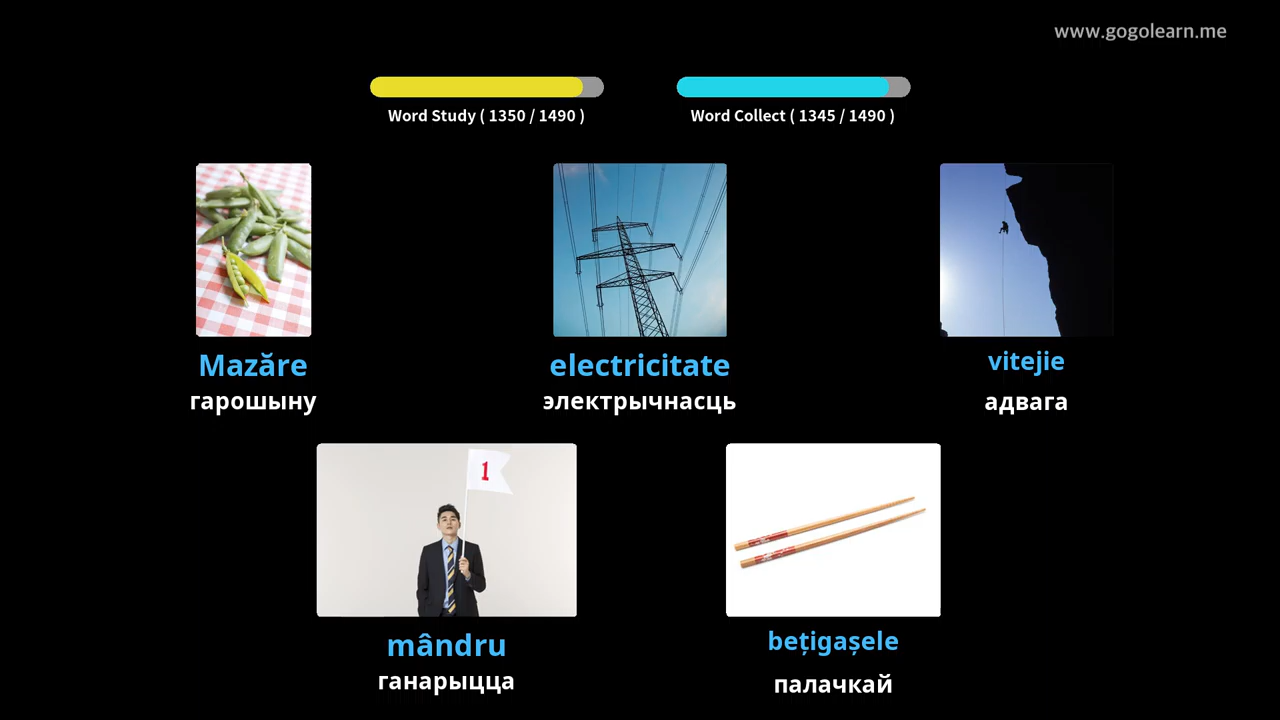 www.gogolearn.me
Word Study ( 1350 / 1490 )
Word Collect ( 1345 / 1490 )
Mazăre
гарошыну
electricitate
электрычнасць
vitejie
адвага
1
mândru
ганарыцца
bețigașele
палачкай